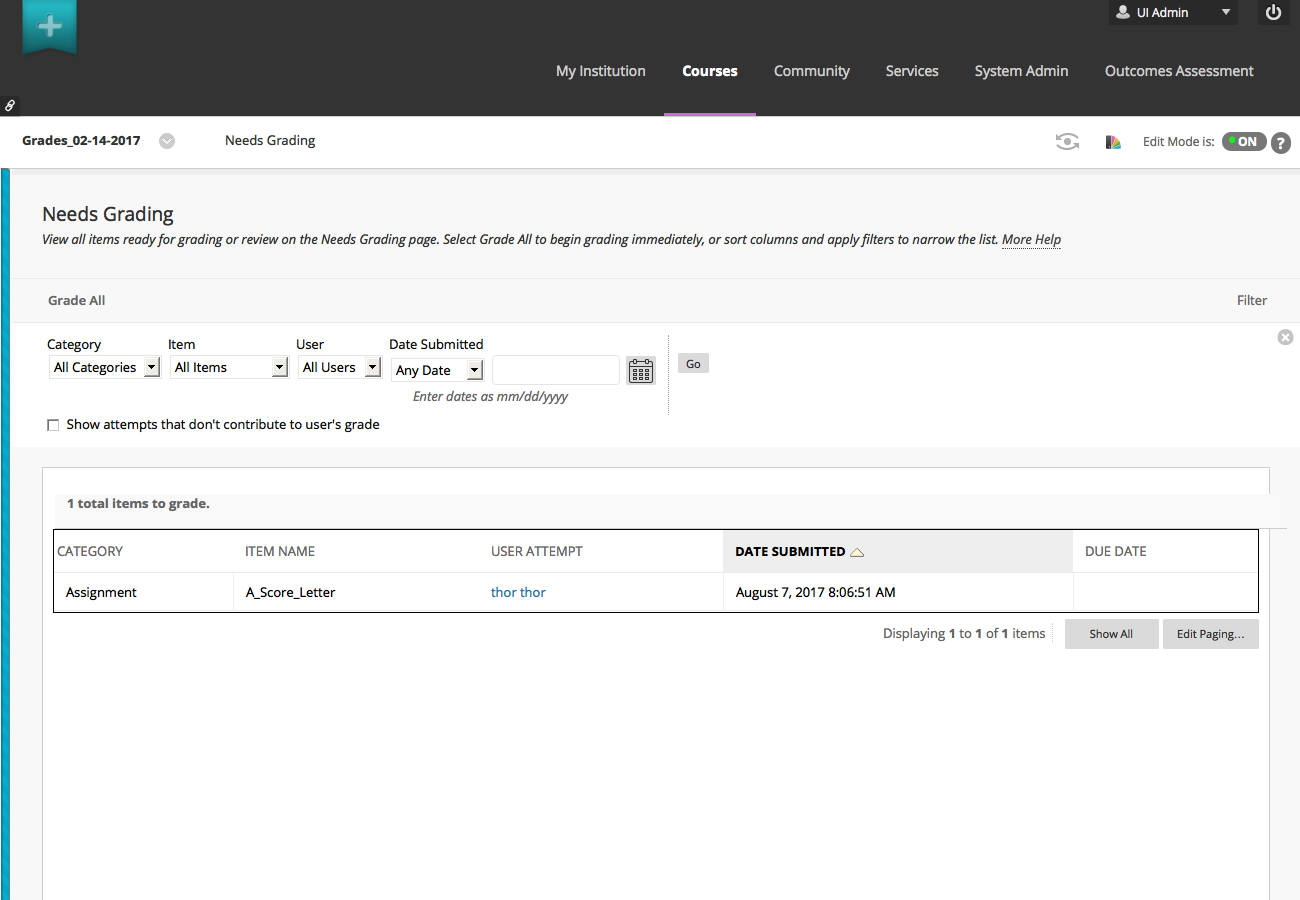 UI Admin
My Institution Courses Community Services System Admin Outcomes Assessment
Grades_02-14-2017 Needs Grading Edit Mode is: ON ?
Needs Grading
View all items ready for grading or review on the Needs Grading page. Select Grade All to begin grading immediately, or sort columns and apply filters to narrow the list. More Help
Grade All Filter
Category Item User Date Submitted
All Categories All Items All Users Any Date Go
Enter dates as mm/dd/yyyy
Show attempts that don't contribute to user's grade
1 total items to grade.
CATEGORY ITEM NAME USER ATTEMPT DATE SUBMITTED DUE DATE
Assignment A_Score_Letter thor thor August 7, 2017 8:06:51 AM
Displaying 1 to 1 of 1 items Show All Edit Paging...